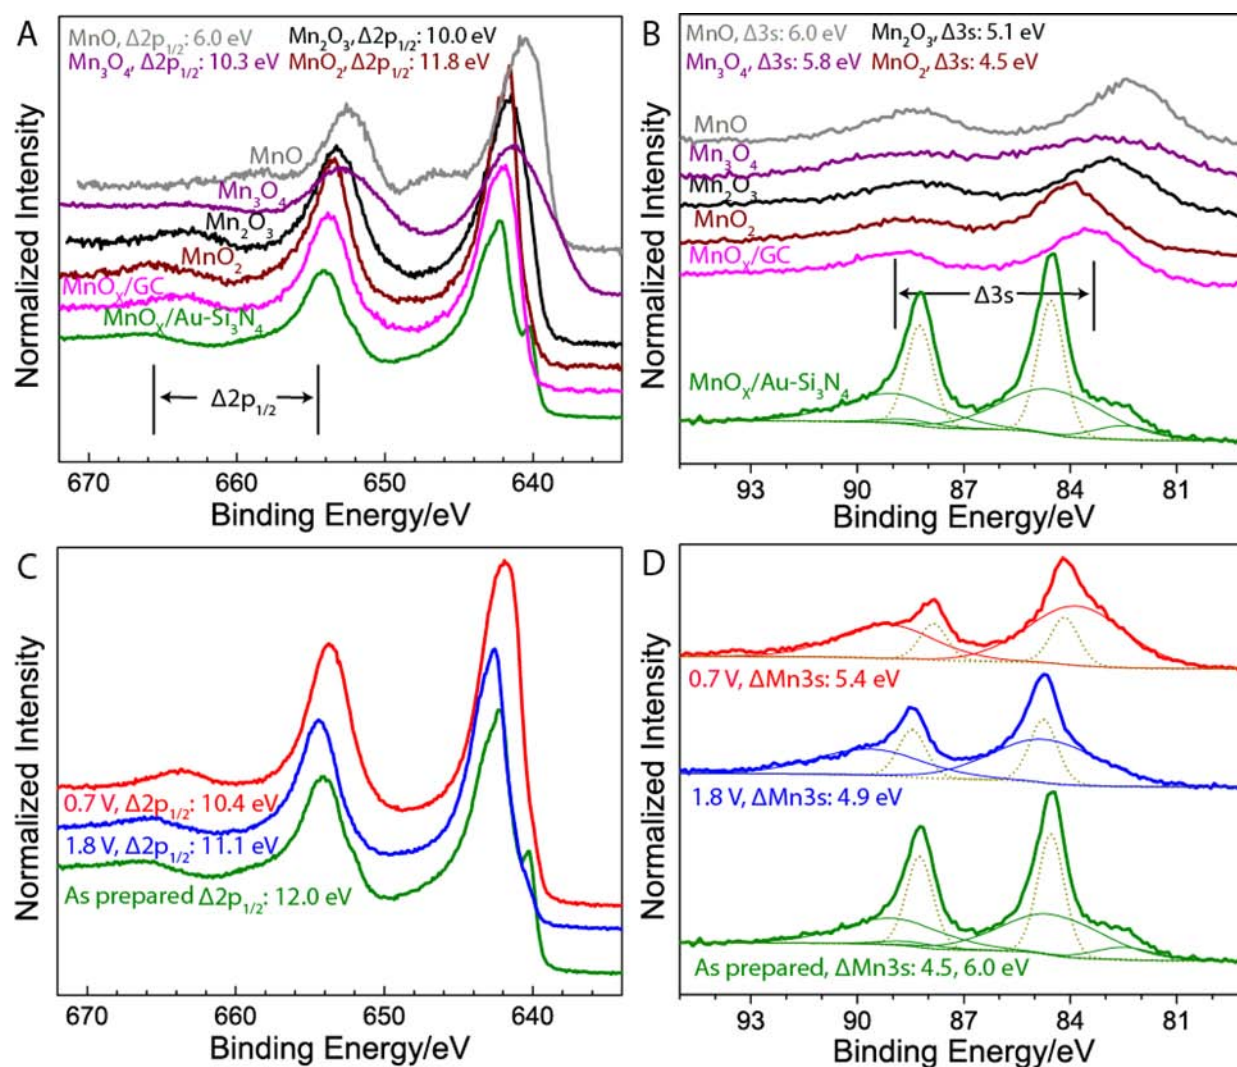 A
MnO, Δ2p₁/₂: 6.0 eV Mn₂O₃, Δ2p₁/₂: 10.0 eV
Mn₃O₄, Δ2p₁/₂: 10.3 eV MnO₂, Δ2p₁/₂: 11.8 eV
MnO
Mn₃O₄
Mn₂O₃
MnO₂
MnOₓ/GC
MnOₓ/Au-Si₃N₄
Δ2p₁/₂
Normalized Intensity
670 660 650 640
Binding Energy/eV
B
MnO, Δ3s: 6.0 eV Mn₂O₃, Δ3s: 5.1 eV
Mn₃O₄, Δ3s: 5.8 eV MnO₂, Δ3s: 4.5 eV
MnO
Mn₃O₄
Mn₂O₃
MnO₂
MnOₓ/GC
Δ3s
MnOₓ/Au-Si₃N₄
Normalized Intensity
93 90 87 84 81
Binding Energy/eV
C
0.7 V, Δ2p₁/₂: 10.4 eV
1.8 V, Δ2p₁/₂: 11.1 eV
As prepared Δ2p₁/₂: 12.0 eV
Normalized Intensity
670 660 650 640
Binding Energy/eV
D
0.7 V, ΔMn3s: 5.4 eV
1.8 V, ΔMn3s: 4.9 eV
As prepared, ΔMn3s: 4.5, 6.0 eV
Normalized Intensity
93 90 87 84 81
Binding Energy/eV